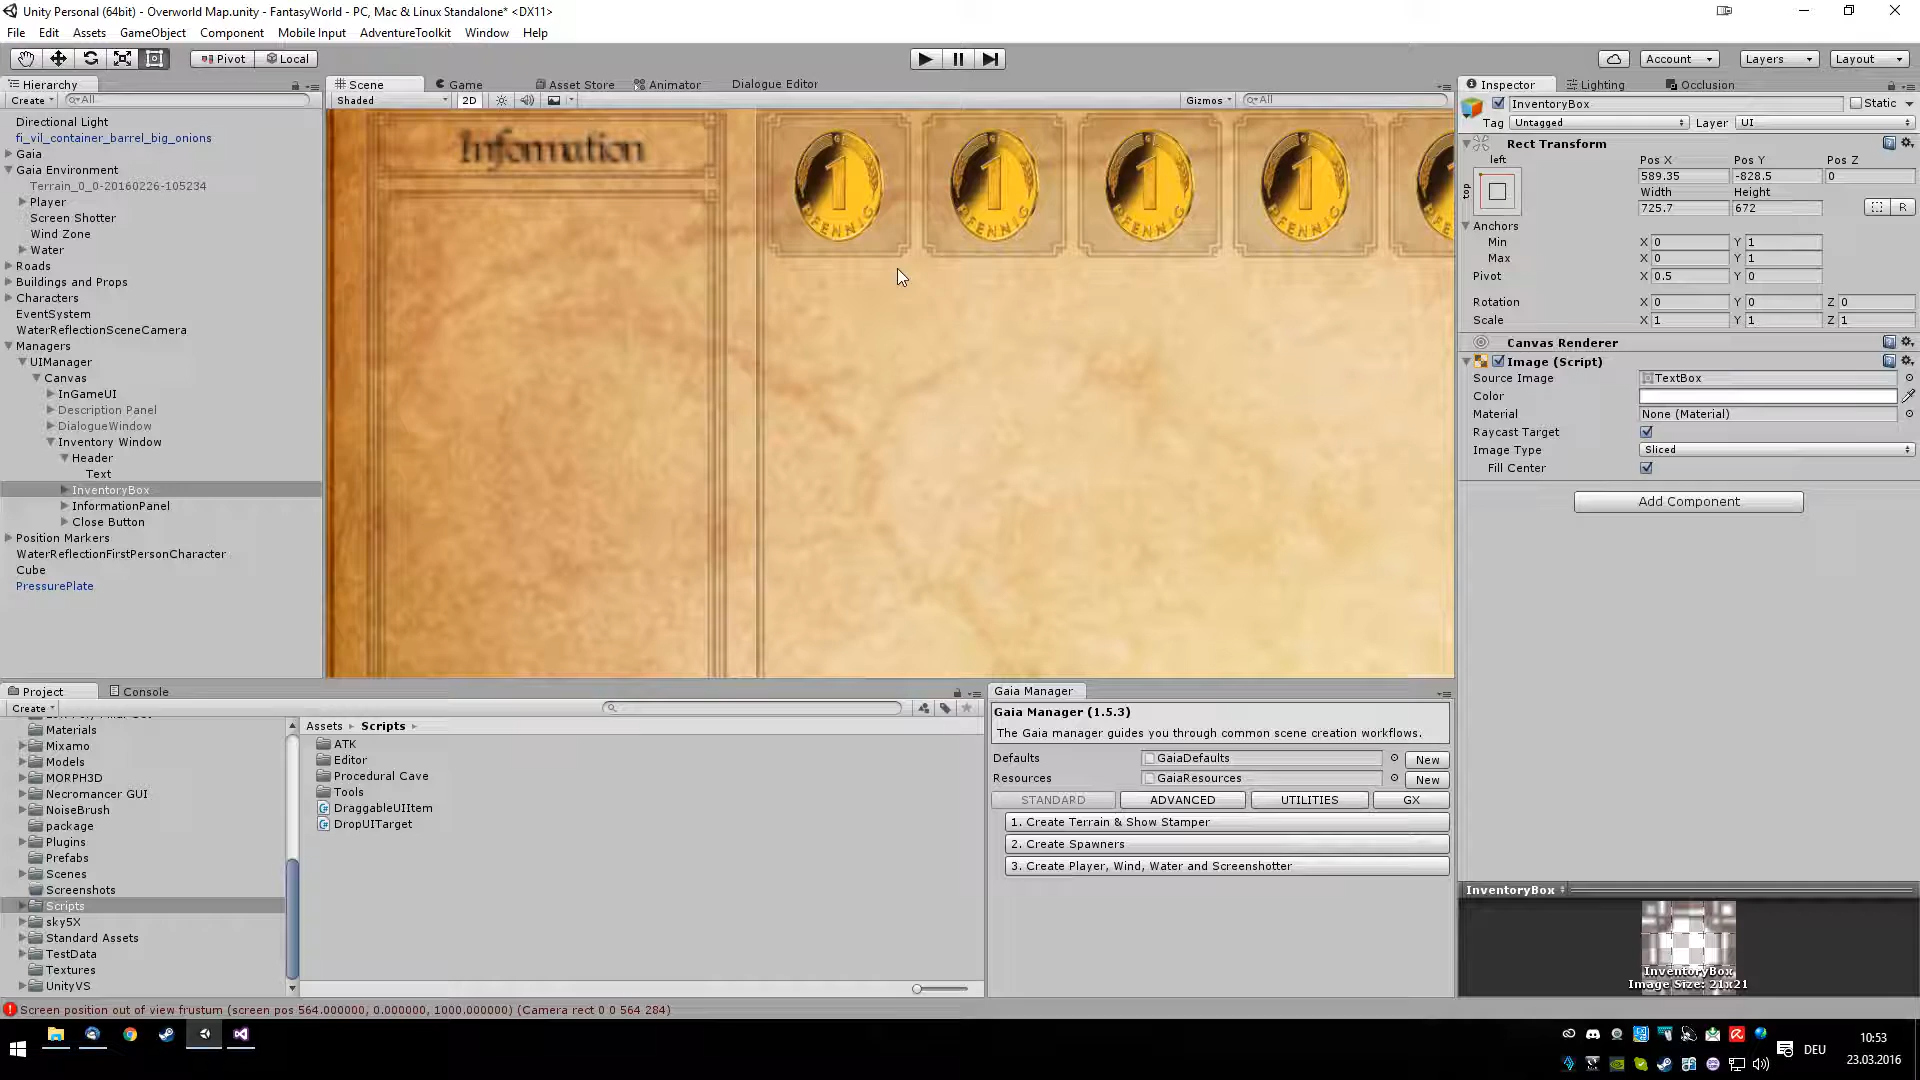 Unity Personal (64bit) - Overworld Map.unity - FantasyWorld - PC, Mac & Linux Standalone* <DX11>
File Edit Assets GameObject Component Mobile Input AdventureToolkit Window Help
Pivot Local Account Layers Layout
Hierarchy
Create All
Directional Light
fi_vil_container_barrel_big_onions
Gaia
Gaia Environment
Terrain_0_0-20160226-105234
Player
Screen Shotter
Wind Zone
Water
Roads
Buildings and Props
Characters
EventSystem
WaterReflectionSceneCamera
Managers
UIManager
Canvas
InGameUI
Description Panel
DialogueWindow
Inventory Window
Header
Text
InventoryBox
InformationPanel
Close Button
Position Markers
WaterReflectionFirstPersonCharacter
Cube
PressurePlate
Scene Game Asset Store Animator Dialogue Editor
Shaded 2D Gizmos All
Information
1 PFENNIG
1 PFENNIG
1 PFENNIG
1 PFENNIG
Inspector Lighting Occlusion
InventoryBox Static
Tag Untagged Layer UI
Rect Transform
left Pos X Pos Y Pos Z
top 589.35 -828.5 0
Width Height
725.7 672 R
Anchors
Min X 0 Y 1
Max X 0 Y 1
Pivot X 0.5 Y 0
Rotation X 0 Y 0 Z 0
Scale X 1 Y 1 Z 1
Canvas Renderer
Image (Script)
Source Image TextBox
Color
Material None (Material)
Raycast Target
Image Type Sliced
Fill Center
Add Component
InventoryBox
InventoryBox
Image Size: 21x21
Project Console
Create
Materials
Mixamo
Models
MORPH3D
Necromancer GUI
NoiseBrush
package
Plugins
Prefabs
Scenes
Screenshots
Scripts
sky5X
Standard Assets
TestData
Textures
UnityVS
Assets Scripts
ATK
Editor
Procedural Cave
Tools
DraggableUIItem
DropUITarget
Gaia Manager
Gaia Manager (1.5.3)
The Gaia manager guides you through common scene creation workflows.
Defaults GaiaDefaults New
Resources GaiaResources New
STANDARD ADVANCED UTILITIES GX
1. Create Terrain & Show Stamper
2. Create Spawners
3. Create Player, Wind, Water and Screenshotter
Screen position out of view frustum (screen pos 564.000000, 0.000000, 1000.000000) (Camera rect 0 0 564 284)
DEU
10:53
23.03.2016